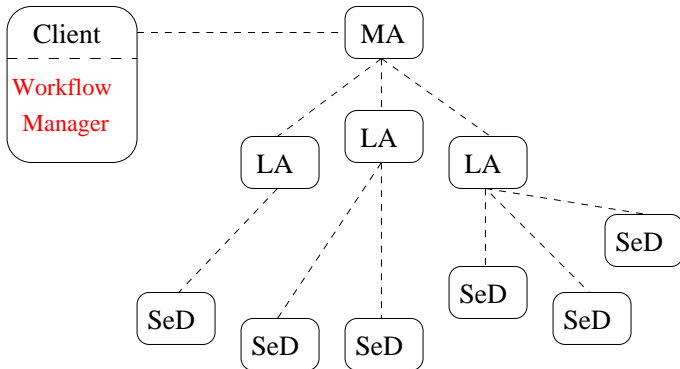 Client
MA
Workflow
Manager
LA
LA
LA
SeD
SeD
SeD
SeD
SeD
SeD